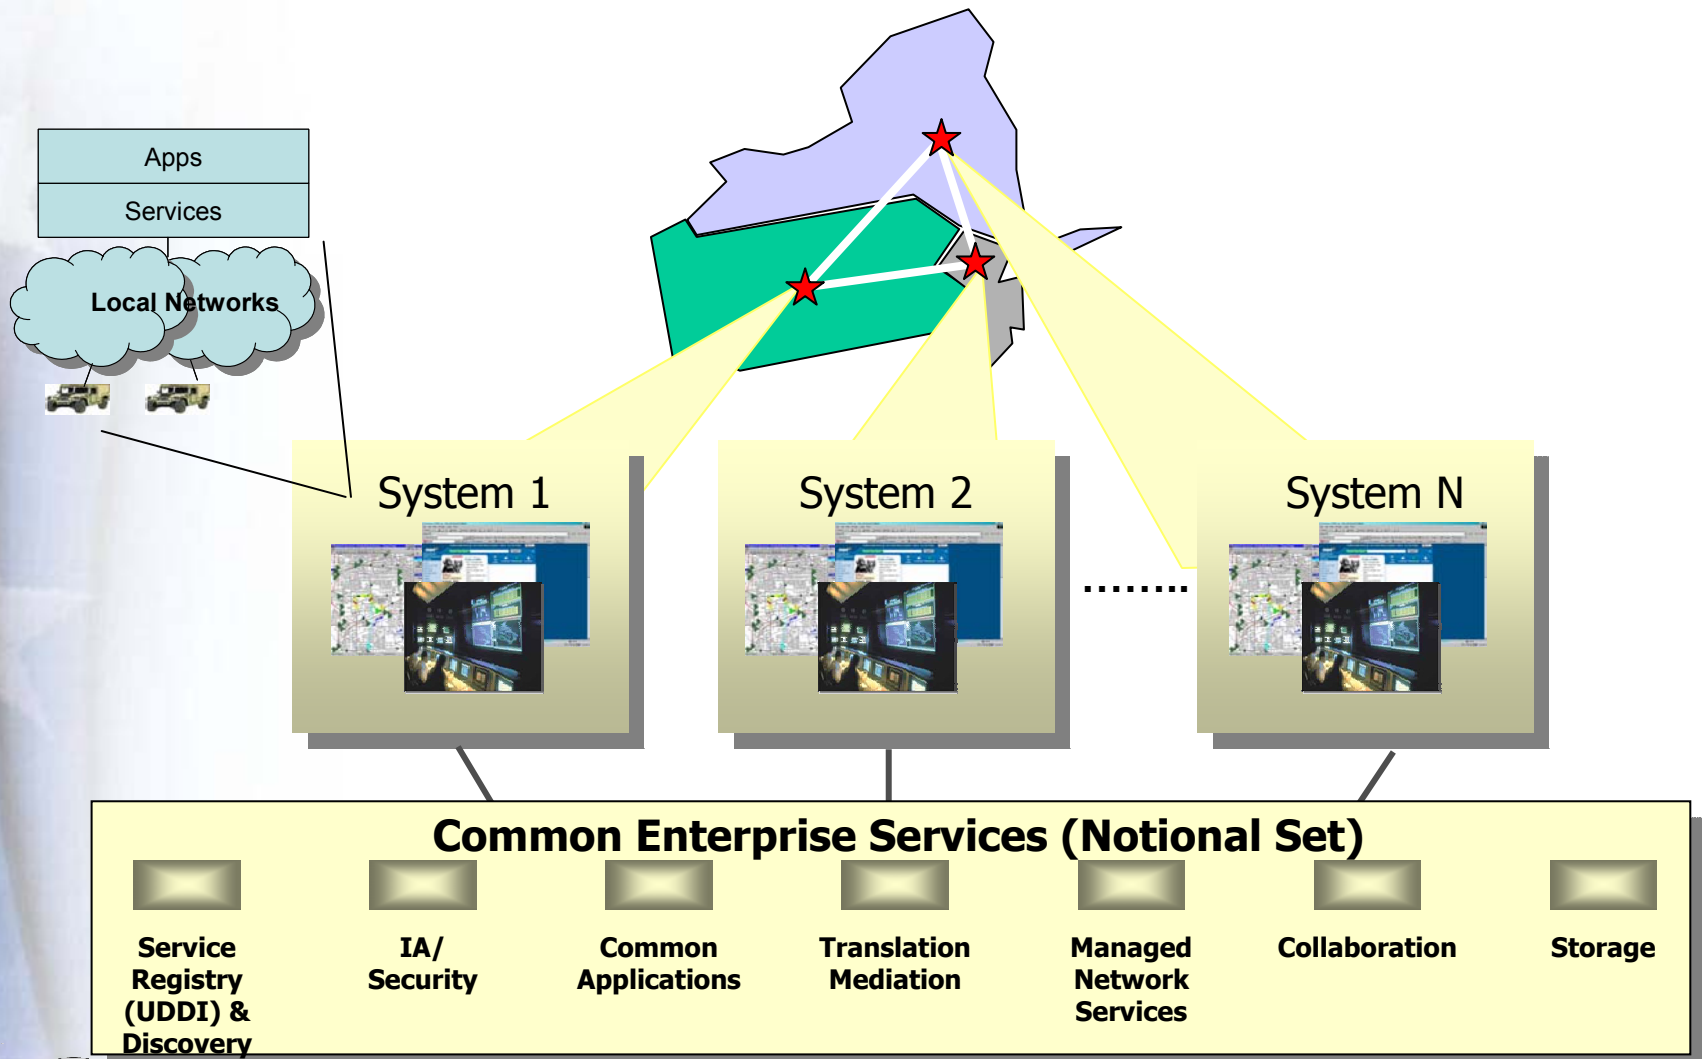 Apps
Services
Local Networks
System 1
System 2
........
System N
Common Enterprise Services (Notional Set)
Service
Registry
(UDDI) &
Discovery
IA/
Security
Common
Applications
Translation
Mediation
Managed
Network
Services
Collaboration
Storage